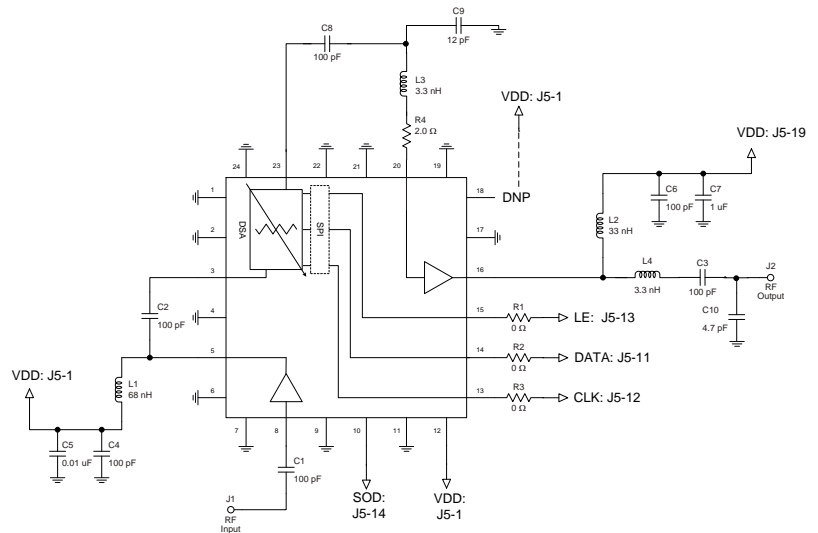 C9
12 pF
C8
100 pF
L3
3.3 nH
R4
2.0 Ω
VDD: J5-1
VDD: J5-19
24
23
22
21
20
19
1
2
3
4
5
6
18
DNP
17
16
15
14
13
DSA
SPI
C6
100 pF
C7
1 uF
L2
33 nH
L4
3.3 nH
C3
100 pF
J2
RF
Output
C10
4.7 pF
C2
100 pF
R1
0 Ω
LE: J5-13
R2
0 Ω
DATA: J5-11
R3
0 Ω
CLK: J5-12
VDD: J5-1
L1
68 nH
C5
0.01 uF
C4
100 pF
7
8
9
10
11
12
C1
100 pF
J1
RF
Input
SOD:
J5-14
VDD:
J5-1